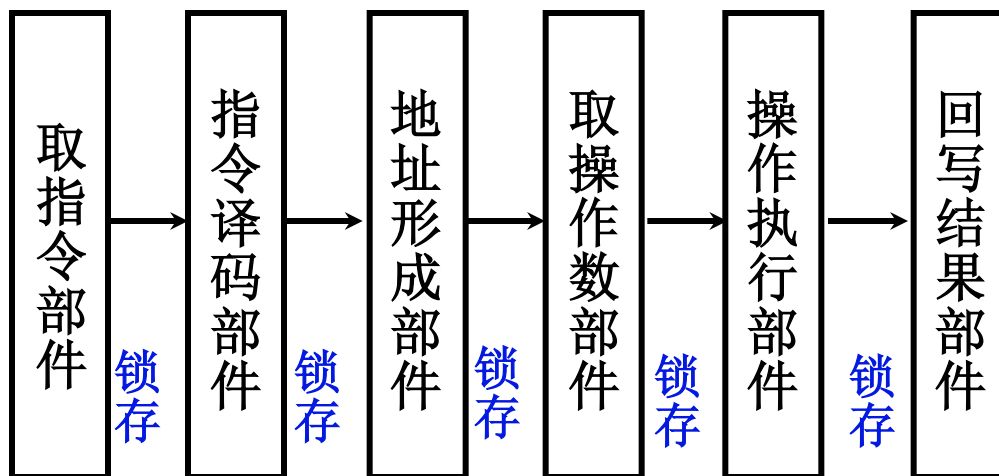 取指令部件
锁存
指令译码部件
锁存
地址形成部件
锁存
取操作数部件
锁存
操作执行部件
锁存
回写结果部件